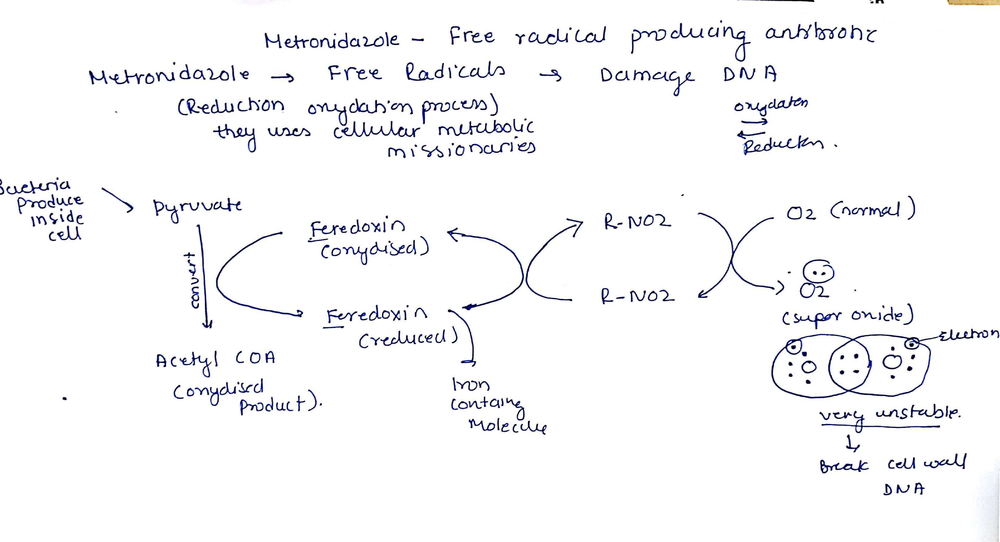 Metronidazole - Free radical producing antibiotic
Metronidazole → Free Radicals → Damage DNA
(Reduction oxydation process)
they uses cellular metabolic
missionaries
oxydaten
→
←
Reductn.
Bacteria
produce
inside
cell
Pyruvate
convert
Acetyl COA
(oxydised
product).
Feredoxin
(oxydised)
Feredoxin
(reduced)
Iron
containg
Molecule
R-NO2
R-NO2
O2 (normal)
O2
(super oxide)
Electron
very unstable.
↓
Break cell wall
DNA